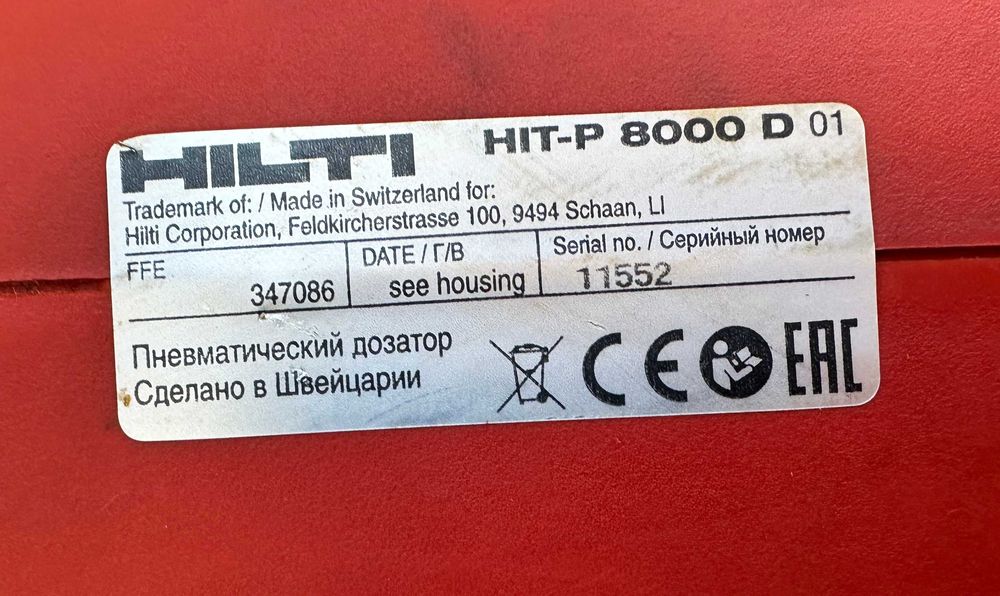 HILTI HIT-P 8000 D 01
Trademark of: / Made in Switzerland for:
Hilti Corporation, Feldkircherstrasse 100, 9494 Schaan, LI
FFE DATE / Г/В Serial no. / Серийный номер
347086 see housing 11552
Пневматический дозатор
Сделано в Швейцарии
CE EAC